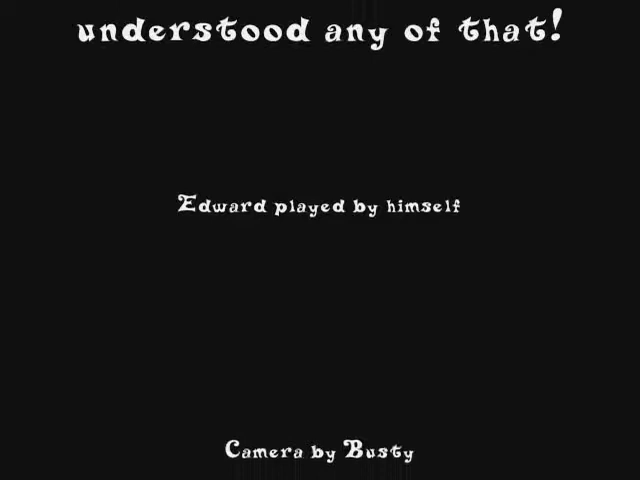 understood any of that!
Edward played by himself
Camera by Busty